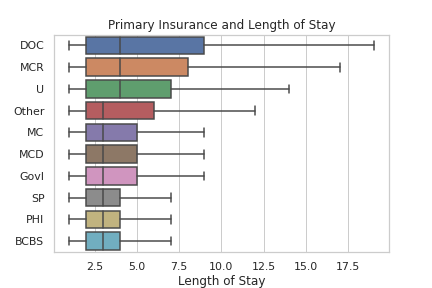 Primary Insurance and Length of Stay
DOC
MCR
U
Other
MC
MCD
GovI
SP
PHI
BCBS
2.5 5.0 7.5 10.0 12.5 15.0 17.5
Length of Stay